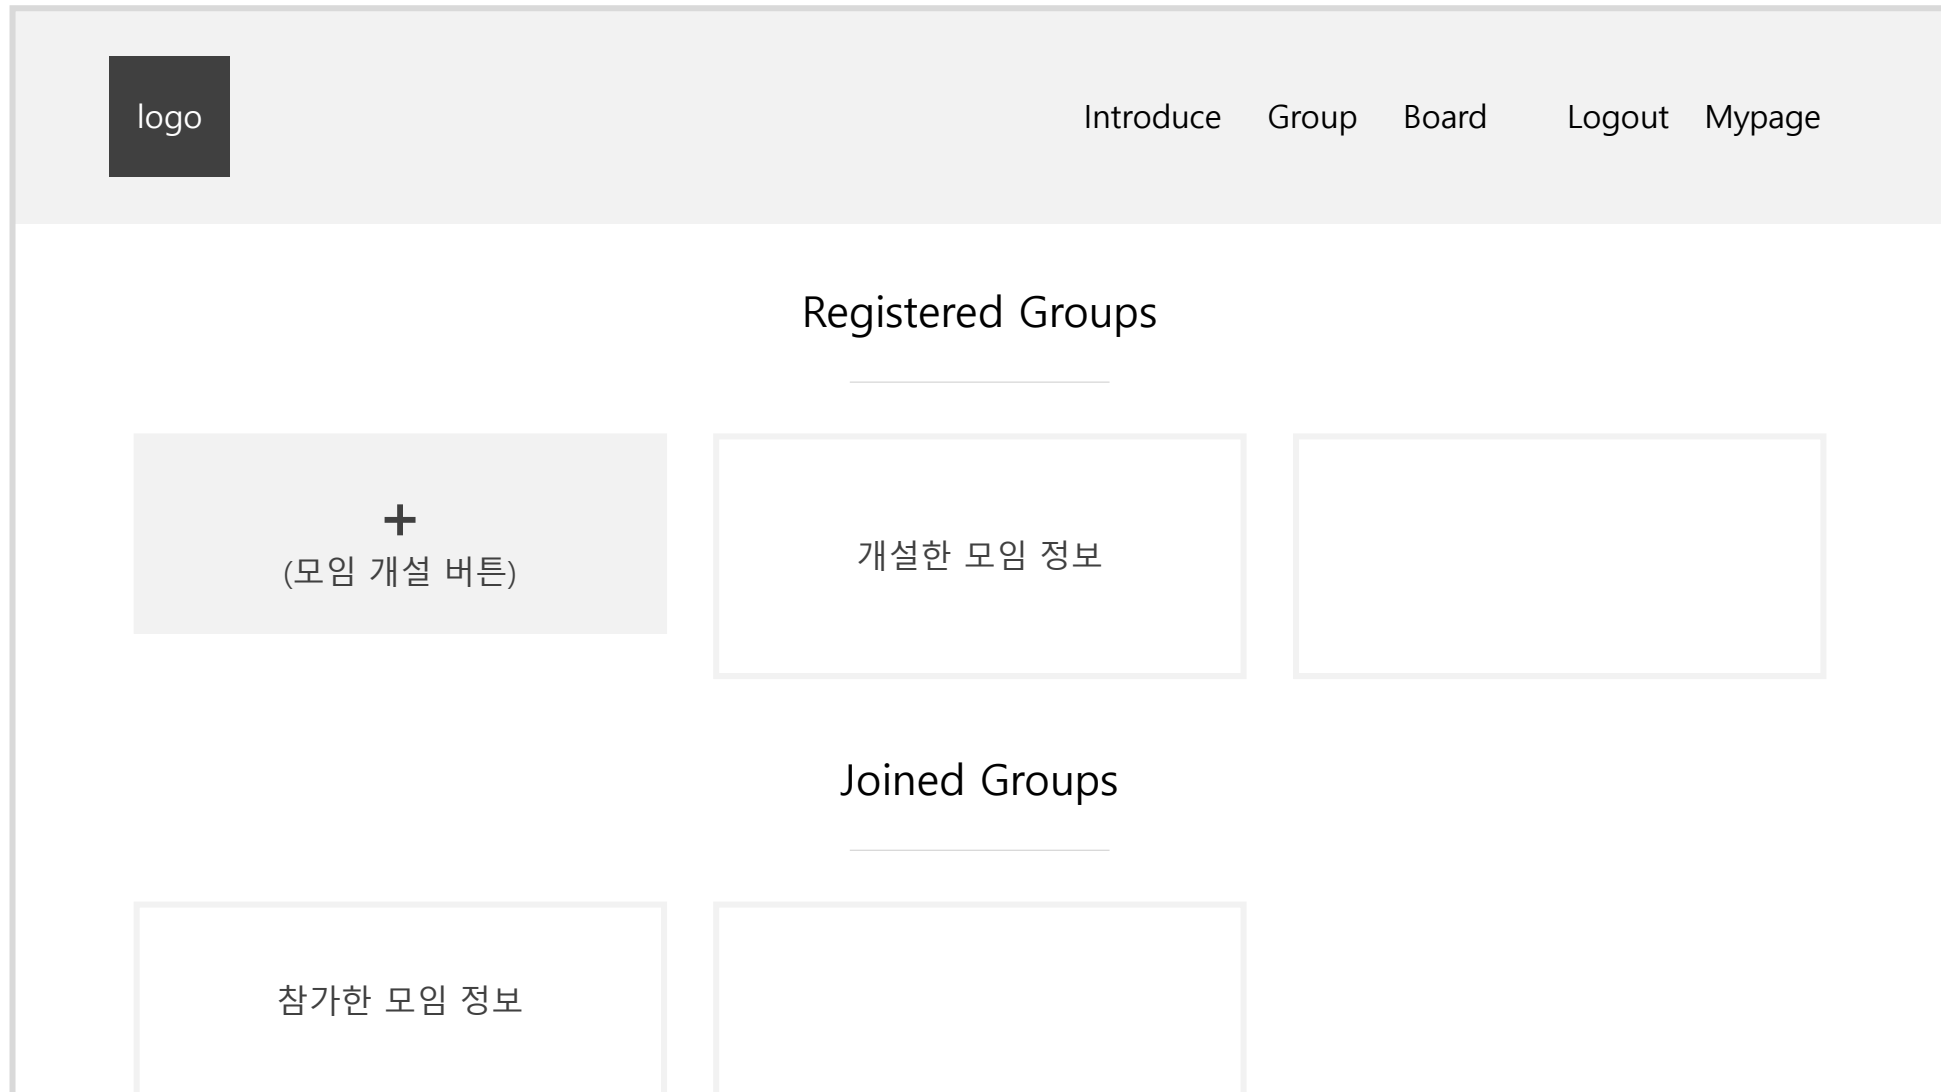 logo
Introduce Group Board Logout Mypage
Registered Groups
+
(모임 개설 버튼)
개설한 모임 정보
Joined Groups
참가한 모임 정보